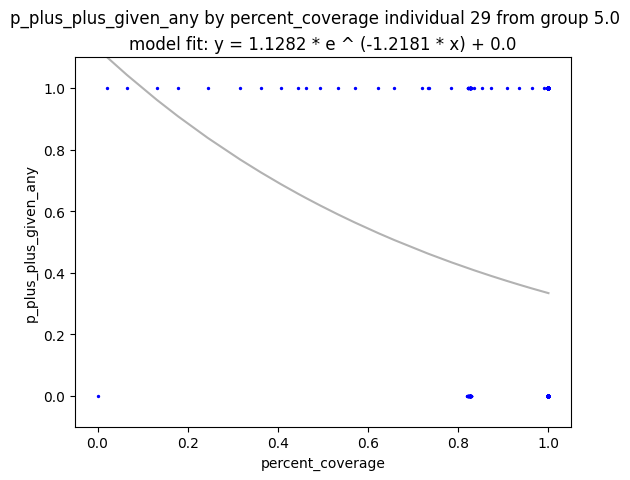 p_plus_plus_given_any by percent_coverage individual 29 from group 5.0
model fit: y = 1.1282 * e ^ (-1.2181 * x) + 0.0
1.0
0.8
0.6
0.4
0.2
0.0
p_plus_plus_given_any
0.0 0.2 0.4 0.6 0.8 1.0
percent_coverage